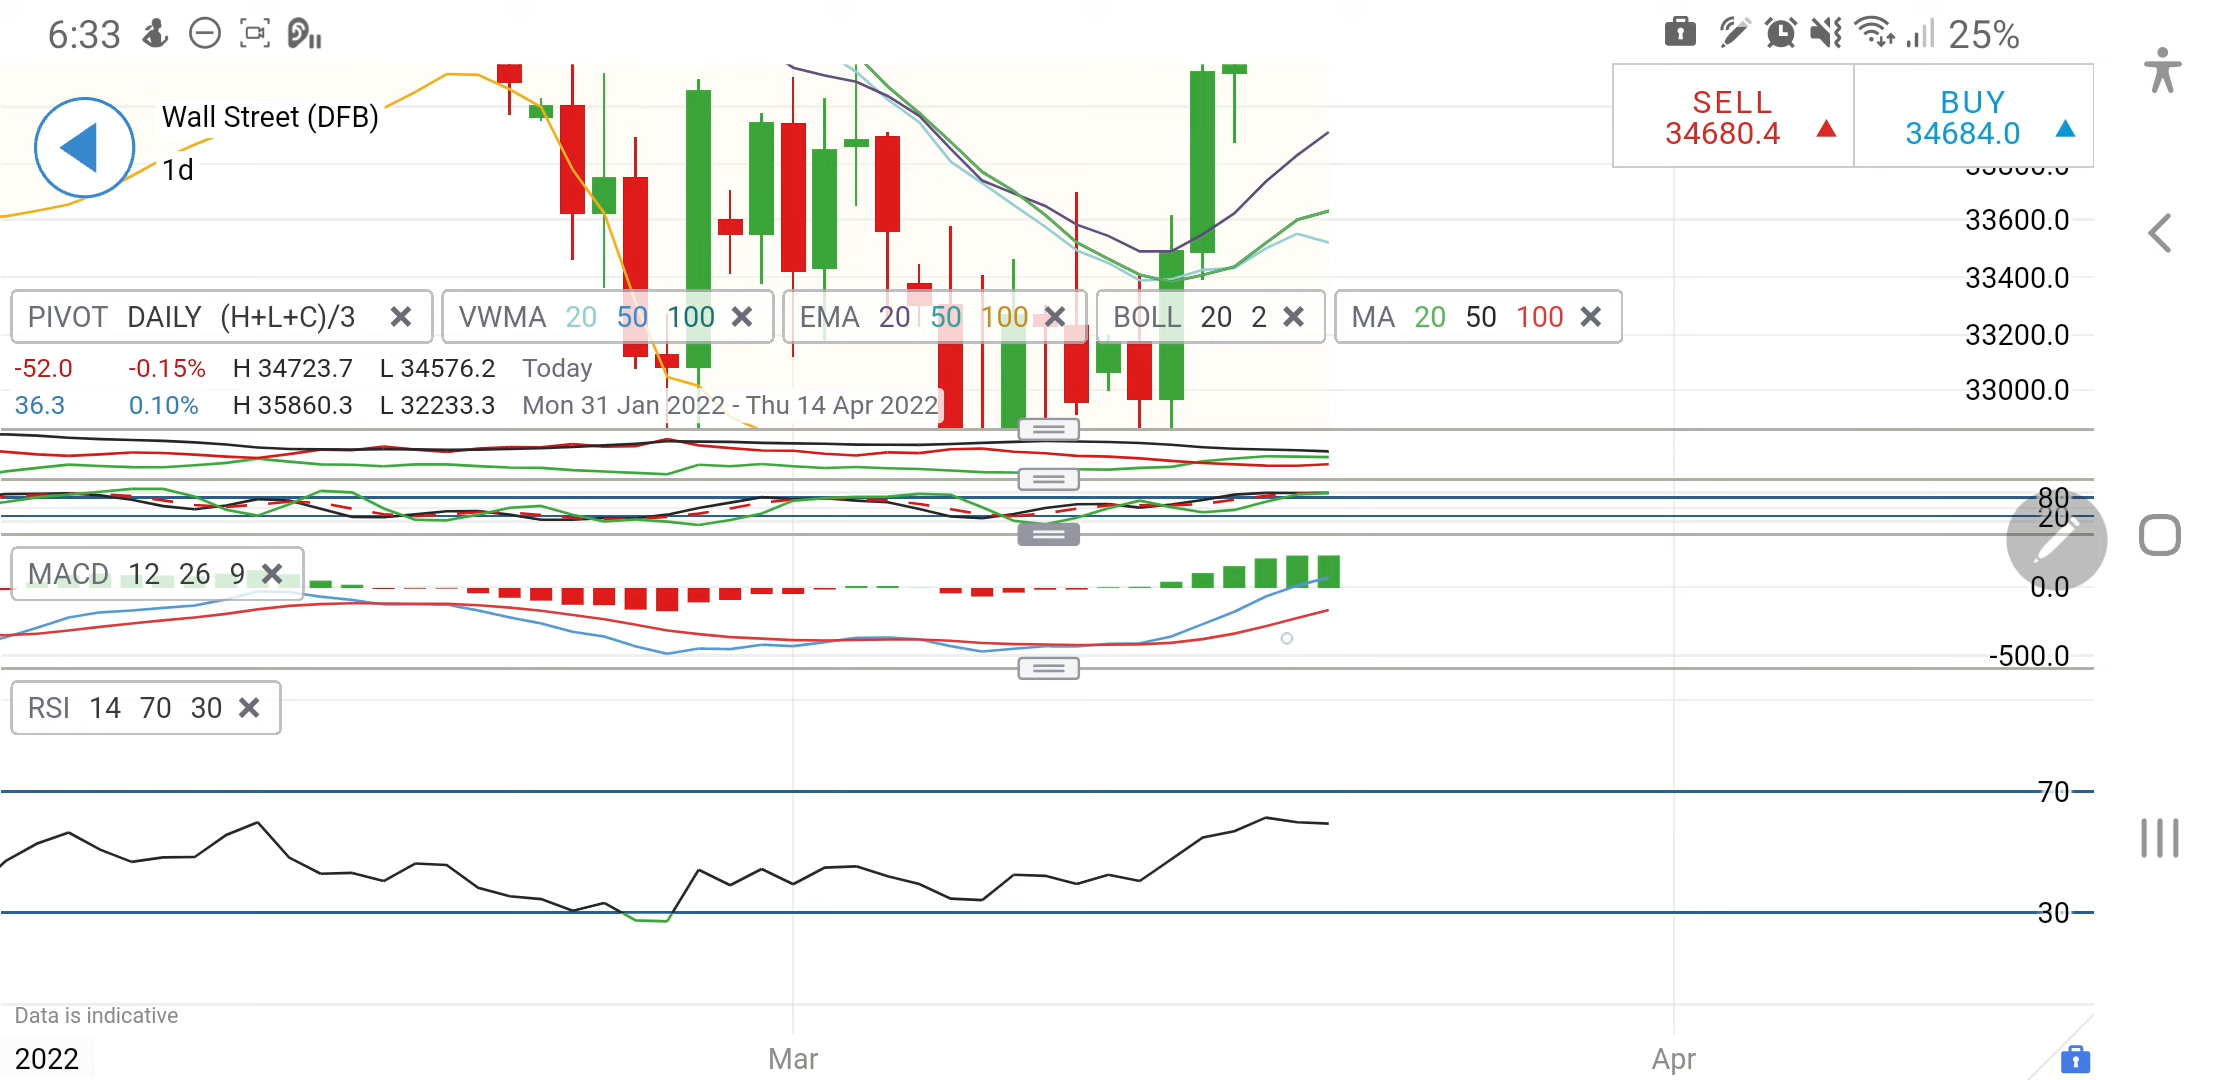 6:33
25%
Wall Street (DFB)
1d
SELL
34680.4
BUY
34684.0
33800.0
33600.0
33400.0
33200.0
33000.0
PIVOT DAILY (H+L+C)/3
VWMA 20 50 100
EMA 20 50 100
BOLL 20 2
MA 20 50 100
-52.0 -0.15% H 34723.7 L 34576.2 Today
36.3 0.10% H 35860.3 L 32233.3 Mon 31 Jan 2022 - Thu 14 Apr 2022
80
20
MACD 12 26 9
0.0
-500.0
RSI 14 70 30
70
30
Data is indicative
2022 Mar Apr